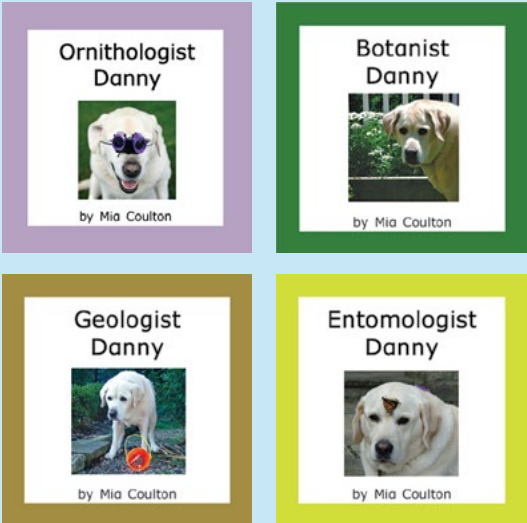 Ornithologist
Danny
by Mia Coulton
Botanist
Danny
by Mia Coulton
Geologist
Danny
by Mia Coulton
Entomologist
Danny
by Mia Coulton